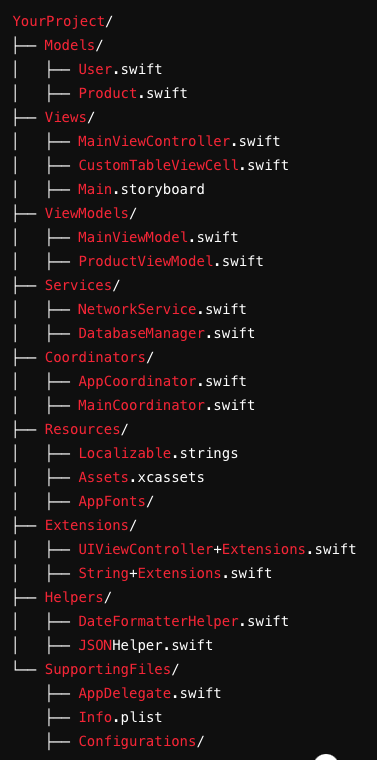 YourProject/
├── Models/
│   ├── User.swift
│   ├── Product.swift
├── Views/
│   ├── MainViewController.swift
│   ├── CustomTableViewCell.swift
│   ├── Main.storyboard
├── ViewModels/
│   ├── MainViewModel.swift
│   ├── ProductViewModel.swift
├── Services/
│   ├── NetworkService.swift
│   ├── DatabaseManager.swift
├── Coordinators/
│   ├── AppCoordinator.swift
│   ├── MainCoordinator.swift
├── Resources/
│   ├── Localizable.strings
│   ├── Assets.xcassets
│   ├── AppFonts/
├── Extensions/
│   ├── UIViewController+Extensions.swift
│   ├── String+Extensions.swift
├── Helpers/
│   ├── DateFormatterHelper.swift
│   ├── JSONHelper.swift
└── SupportingFiles/
    ├── AppDelegate.swift
    ├── Info.plist
    ├── Configurations/